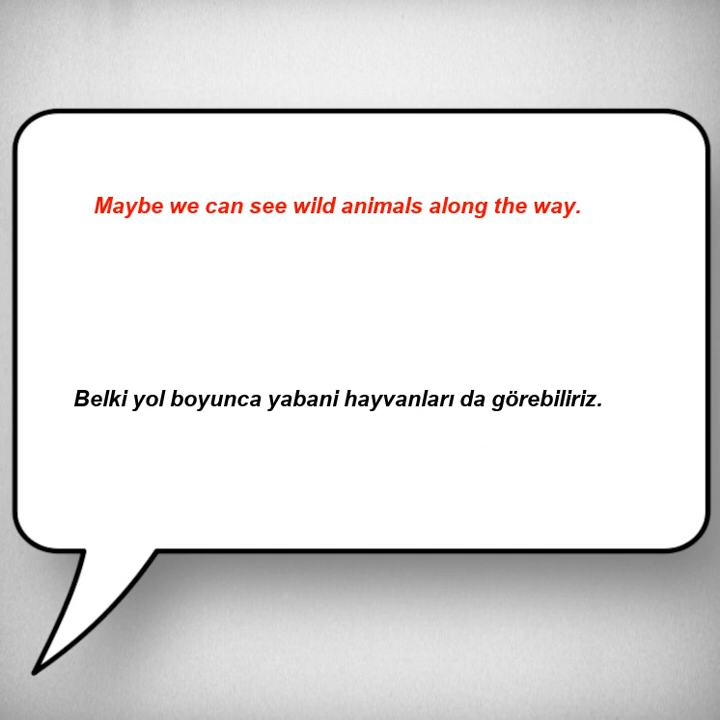 Maybe we can see wild animals along the way.
Belki yol boyunca yabani hayvanları da görebiliriz.